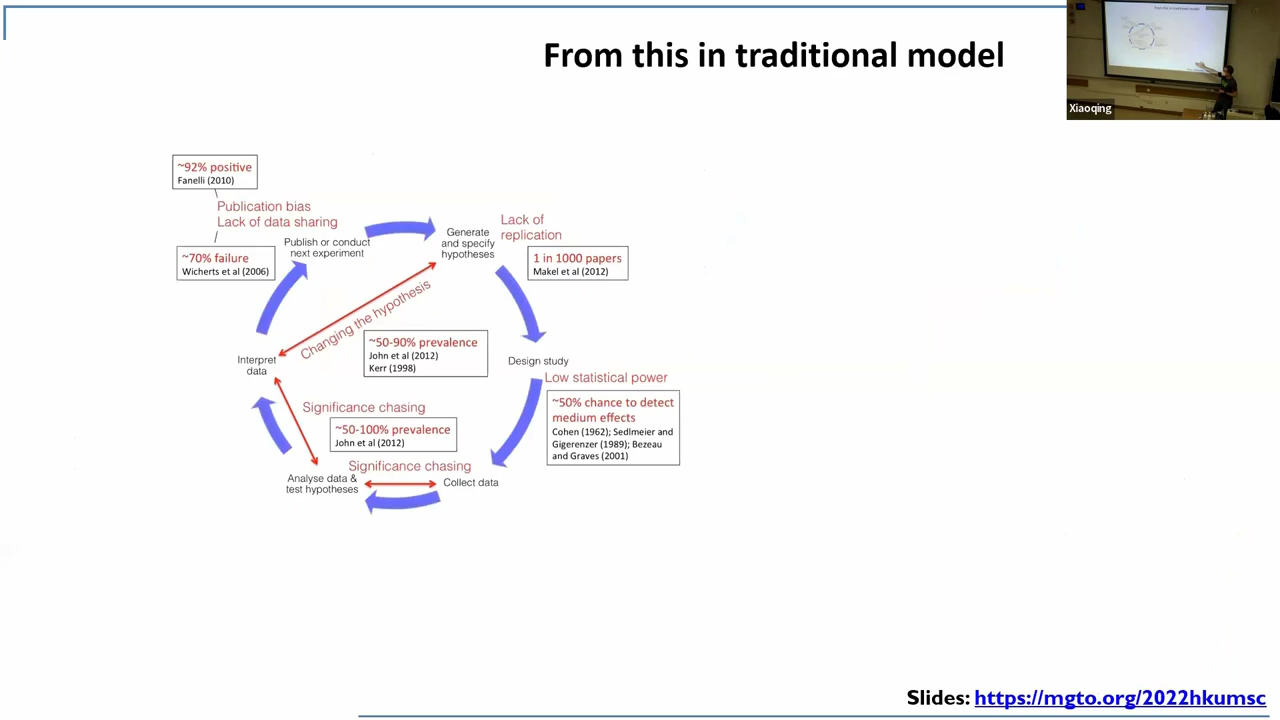 From this in traditional model
Xiaoqing
~92% positive
Fanelli (2010)
Publication bias
Lack of data sharing
~70% failure
Wicherts et al (2006)
Publish or conduct
next experiment
Generate
and specify
hypotheses
Lack of
replication
1 in 1000 papers
Makel et al (2012)
Changing the hypothesis
~50-90% prevalence
John et al (2012)
Kerr (1998)
Interpret
data
Design study
Low statistical power
~50% chance to detect
medium effects
Cohen (1962); Sedlmeier and
Gigerenzer (1989); Bezeau
and Graves (2001)
Significance chasing
~50-100% prevalence
John et al (2012)
Significance chasing
Analyse data &
test hypotheses
Collect data
Slides: https://mgto.org/2022hkumsc